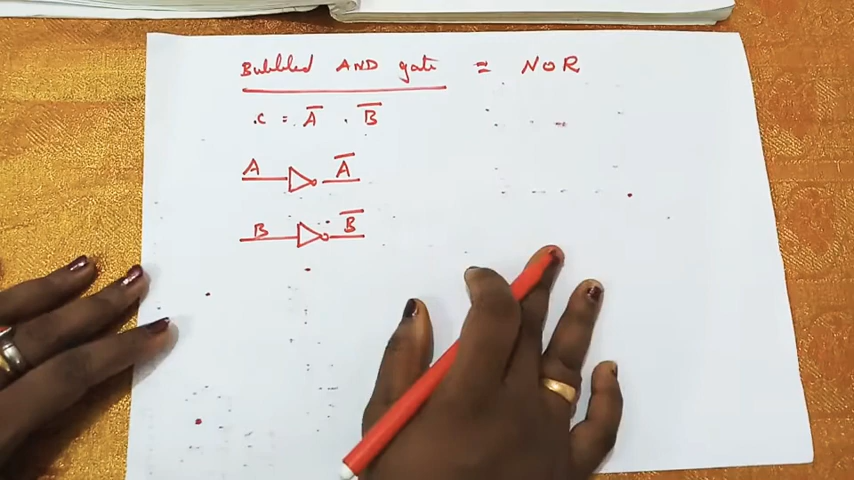 Bubbled AND gate = NOR
.C = A̅ . B̅
A A̅
B B̅